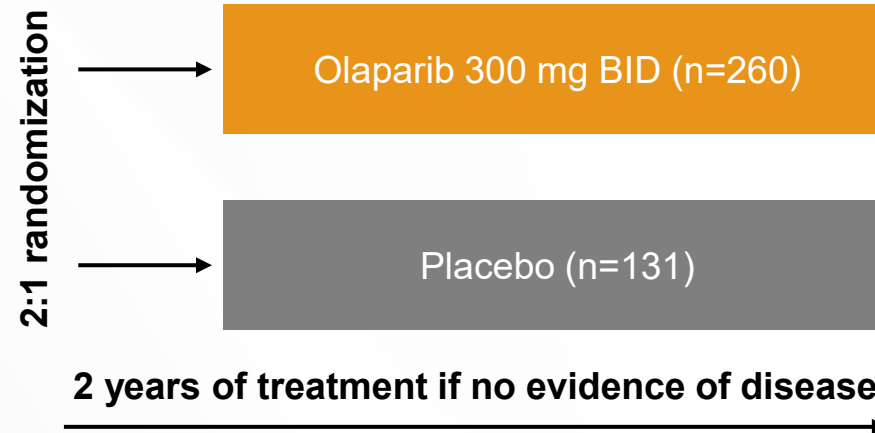 2:1 randomization
Olaparib 300 mg BID (n=260)
Placebo (n=131)
2 years of treatment if no evidence of disease